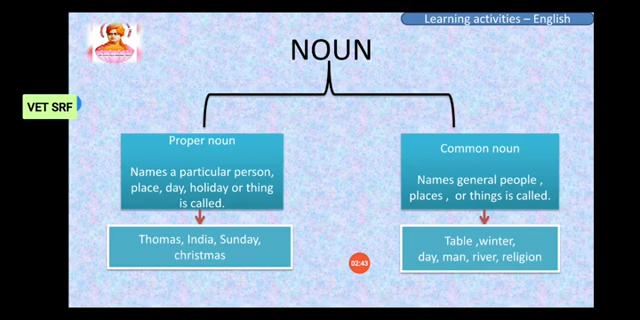 Learning activities – English
NOUN
VET SRF
Proper noun
Names a particular person,
place, day, holiday or thing
is called.
Thomas, India, Sunday,
christmas
Common noun
Names general people ,
places , or things is called.
Table ,winter,
day, man, river, religion
02:43